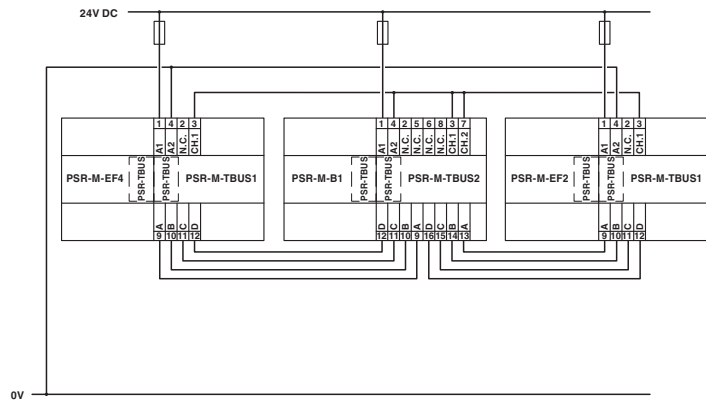 24V DC
1 4 2 3
A1 A2 N.C. CH.1
PSR-M-EF4 PSR-TBUS PSR-TBUS PSR-M-TBUS1
A B C D
9 10 11 12
1 4 2 5 6 8 3 7
A1 A2 N.C. N.C. N.C. N.C. CH.1 CH.2
PSR-M-B1 PSR-TBUS PSR-TBUS PSR-M-TBUS2
D C B A D C B A
12 11 10 9 16 15 14 13
1 4 2 3
A1 A2 N.C. CH.1
PSR-M-EF2 PSR-TBUS PSR-TBUS PSR-M-TBUS1
A B C D
9 10 11 12
0V